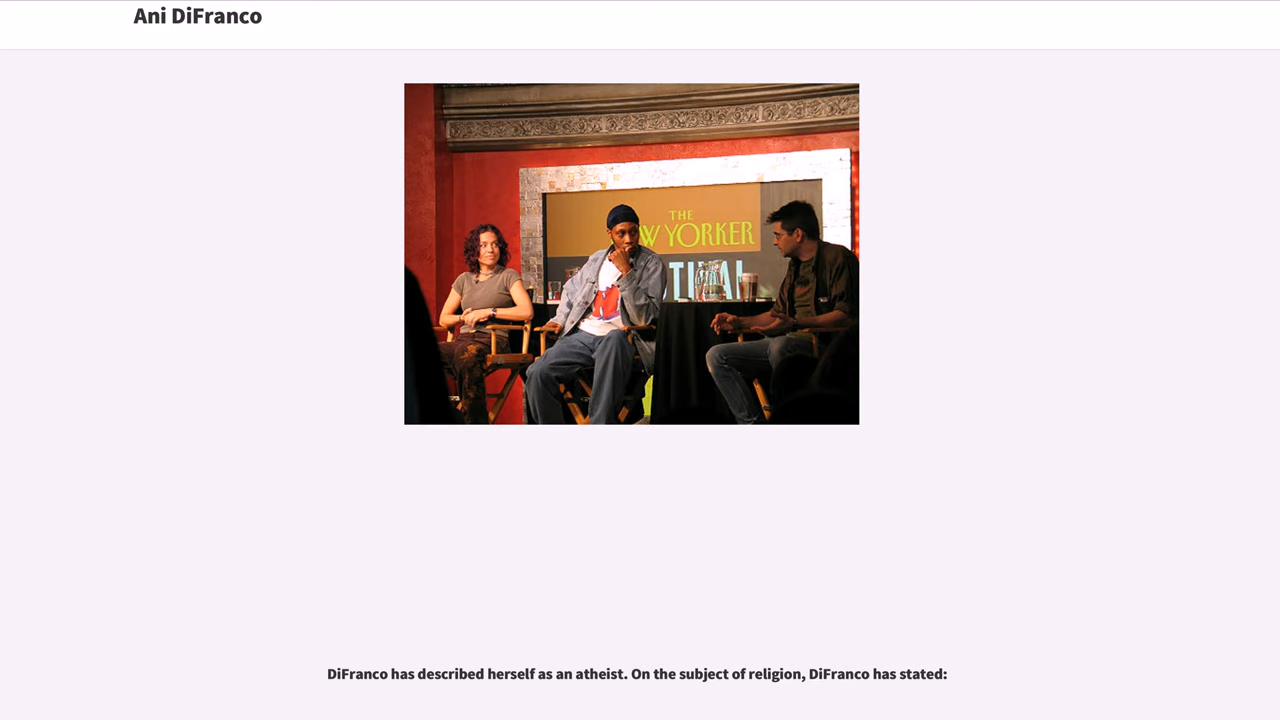 Ani DiFranco
THE
W YORKER
TIVAL
DiFranco has described herself as an atheist. On the subject of religion, DiFranco has stated: